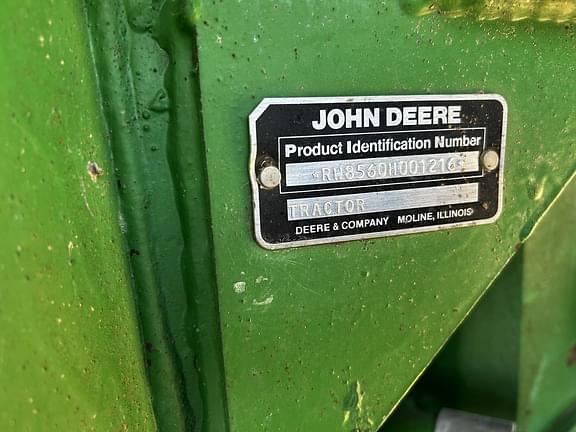 JOHN DEERE
Product Identification Number
*RW8560H001216*
TRACTOR
DEERE & COMPANY MOLINE, ILLINOIS